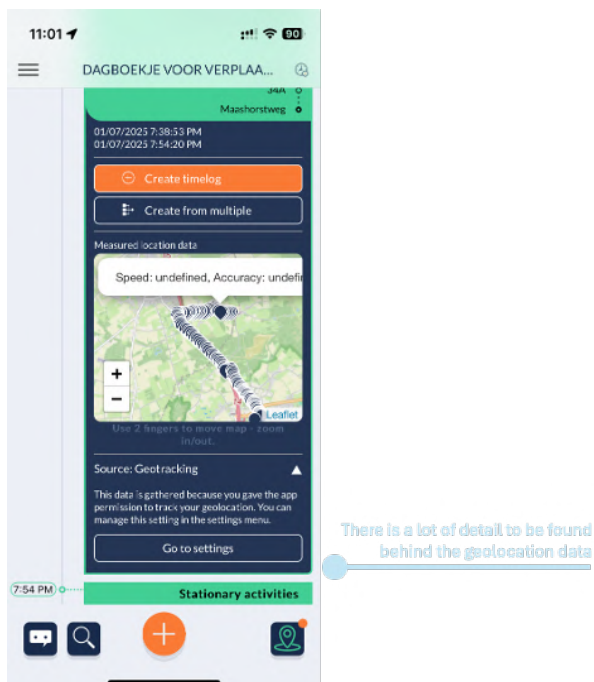 11:01
90
DAGBOEKJE VOOR VERPLAA...
34A
Maashorstweg
01/07/2025 7:38:53 PM
01/07/2025 7:54:20 PM
Create timelog
Create from multiple
Measured location data
Speed: undefined, Accuracy: undefin
+
−
Leaflet
Use 2 fingers to move map - zoom
in/out.
Source: Geotracking
This data is gathered because you gave the app
permission to track your geolocation. You can
manage this setting in the settings menu.
Go to settings
There is a lot of detail to be found
behind the geolocation data
7:54 PM
Stationary activities
+